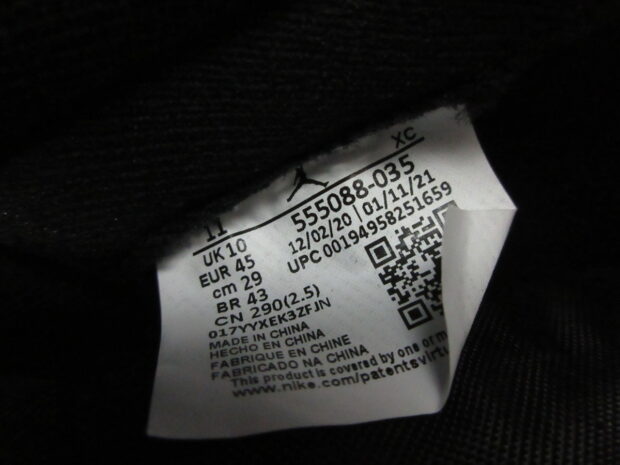 11 XC
UK 10 555088-035
EUR 45 12/02/20 | 01/11/21
cm 29 UPC 00194958251659
BR 43
CN 290(2.5)
017YYXEK3ZFJN
MADE IN CHINA
HECHO EN CHINA
FABRIQUE EN CHINE
FABRICADO NA CHINA
This product is covered by one or m
www.nike.com/patentsvirtu